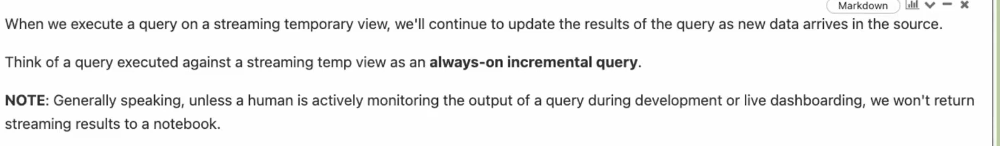 Markdown
When we execute a query on a streaming temporary view, we'll continue to update the results of the query as new data arrives in the source.
Think of a query executed against a streaming temp view as an always-on incremental query.
NOTE: Generally speaking, unless a human is actively monitoring the output of a query during development or live dashboarding, we won't return
streaming results to a notebook.